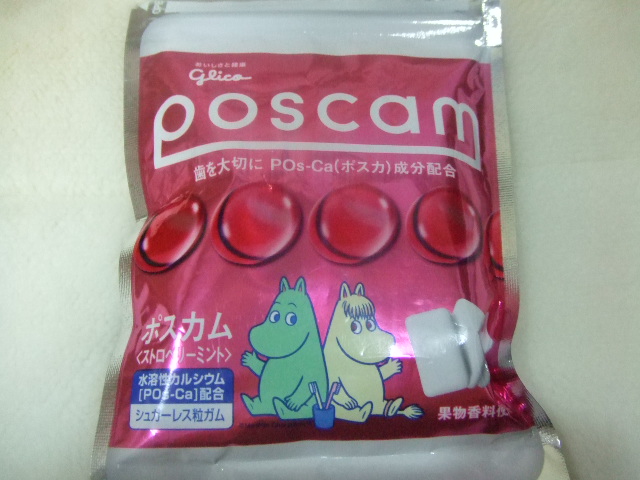 おいしさと健康
glico
poscam
歯を大切に POs-Ca(ポスカ)成分配合
ポスカム
〈ストロベリーミント〉
水溶性カルシウム
[POs-Ca]配合
シュガーレス粒ガム
果物香料使